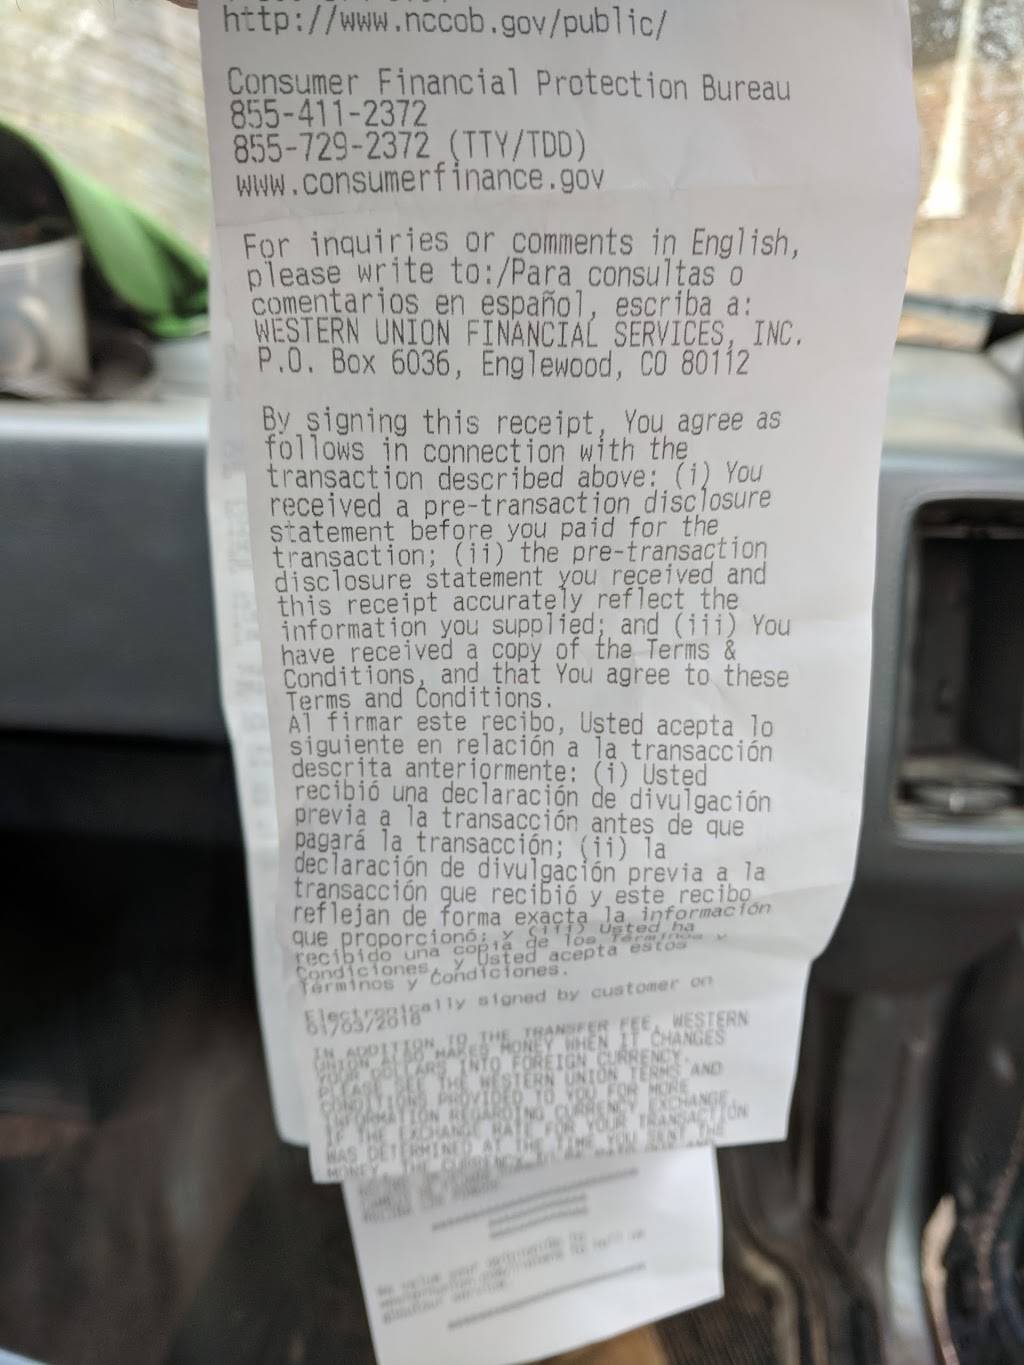 http://www.nccob.gov/public/
Consumer Financial Protection Bureau
855-411-2372
855-729-2372 (TTY/TDD)
www.consumerfinance.gov
For inquiries or comments in English,
please write to:/Para consultas o
comentarios en español, escriba a:
WESTERN UNION FINANCIAL SERVICES, INC.
P.O. Box 6036, Englewood, CO 80112
By signing this receipt, You agree as
follows in connection with the
transaction described above: (i) You
received a pre-transaction disclosure
statement before you paid for the
transaction; (ii) the pre-transaction
disclosure statement you received and
this receipt accurately reflect the
information you supplied; and (iii) You
have received a copy of the Terms &
Conditions, and that You agree to these
Terms and Conditions.
Al firmar este recibo, Usted acepta lo
siguiente en relación a la transacción
descrita anteriormente: (i) Usted
recibió una declaración de divulgación
previa a la transacción antes de que
pagará la transacción; (ii) la
declaración de divulgación previa a la
transacción que recibió y este recibo
reflejan de forma exacta la información
que proporcionó; y (iii) Usted ha
recibido una copia de los Términos y
Condiciones, y Usted acepta estos
Términos y Condiciones.
Electronically signed by customer on
01/03/2018
IN ADDITION TO THE TRANSFER FEE, WESTERN
UNION ALSO MAKES MONEY WHEN IT CHANGES
YOUR DOLLARS INTO FOREIGN CURRENCY.
PLEASE SEE THE WESTERN UNION TERMS AND
CONDITIONS PROVIDED TO YOU FOR MORE
INFORMATION REGARDING CURRENCY EXCHANGE.
IF THE EXCHANGE RATE FOR YOUR TRANSACTION
WAS DETERMINED AT THE TIME YOU SENT THE
MONEY, THE CURRENCY